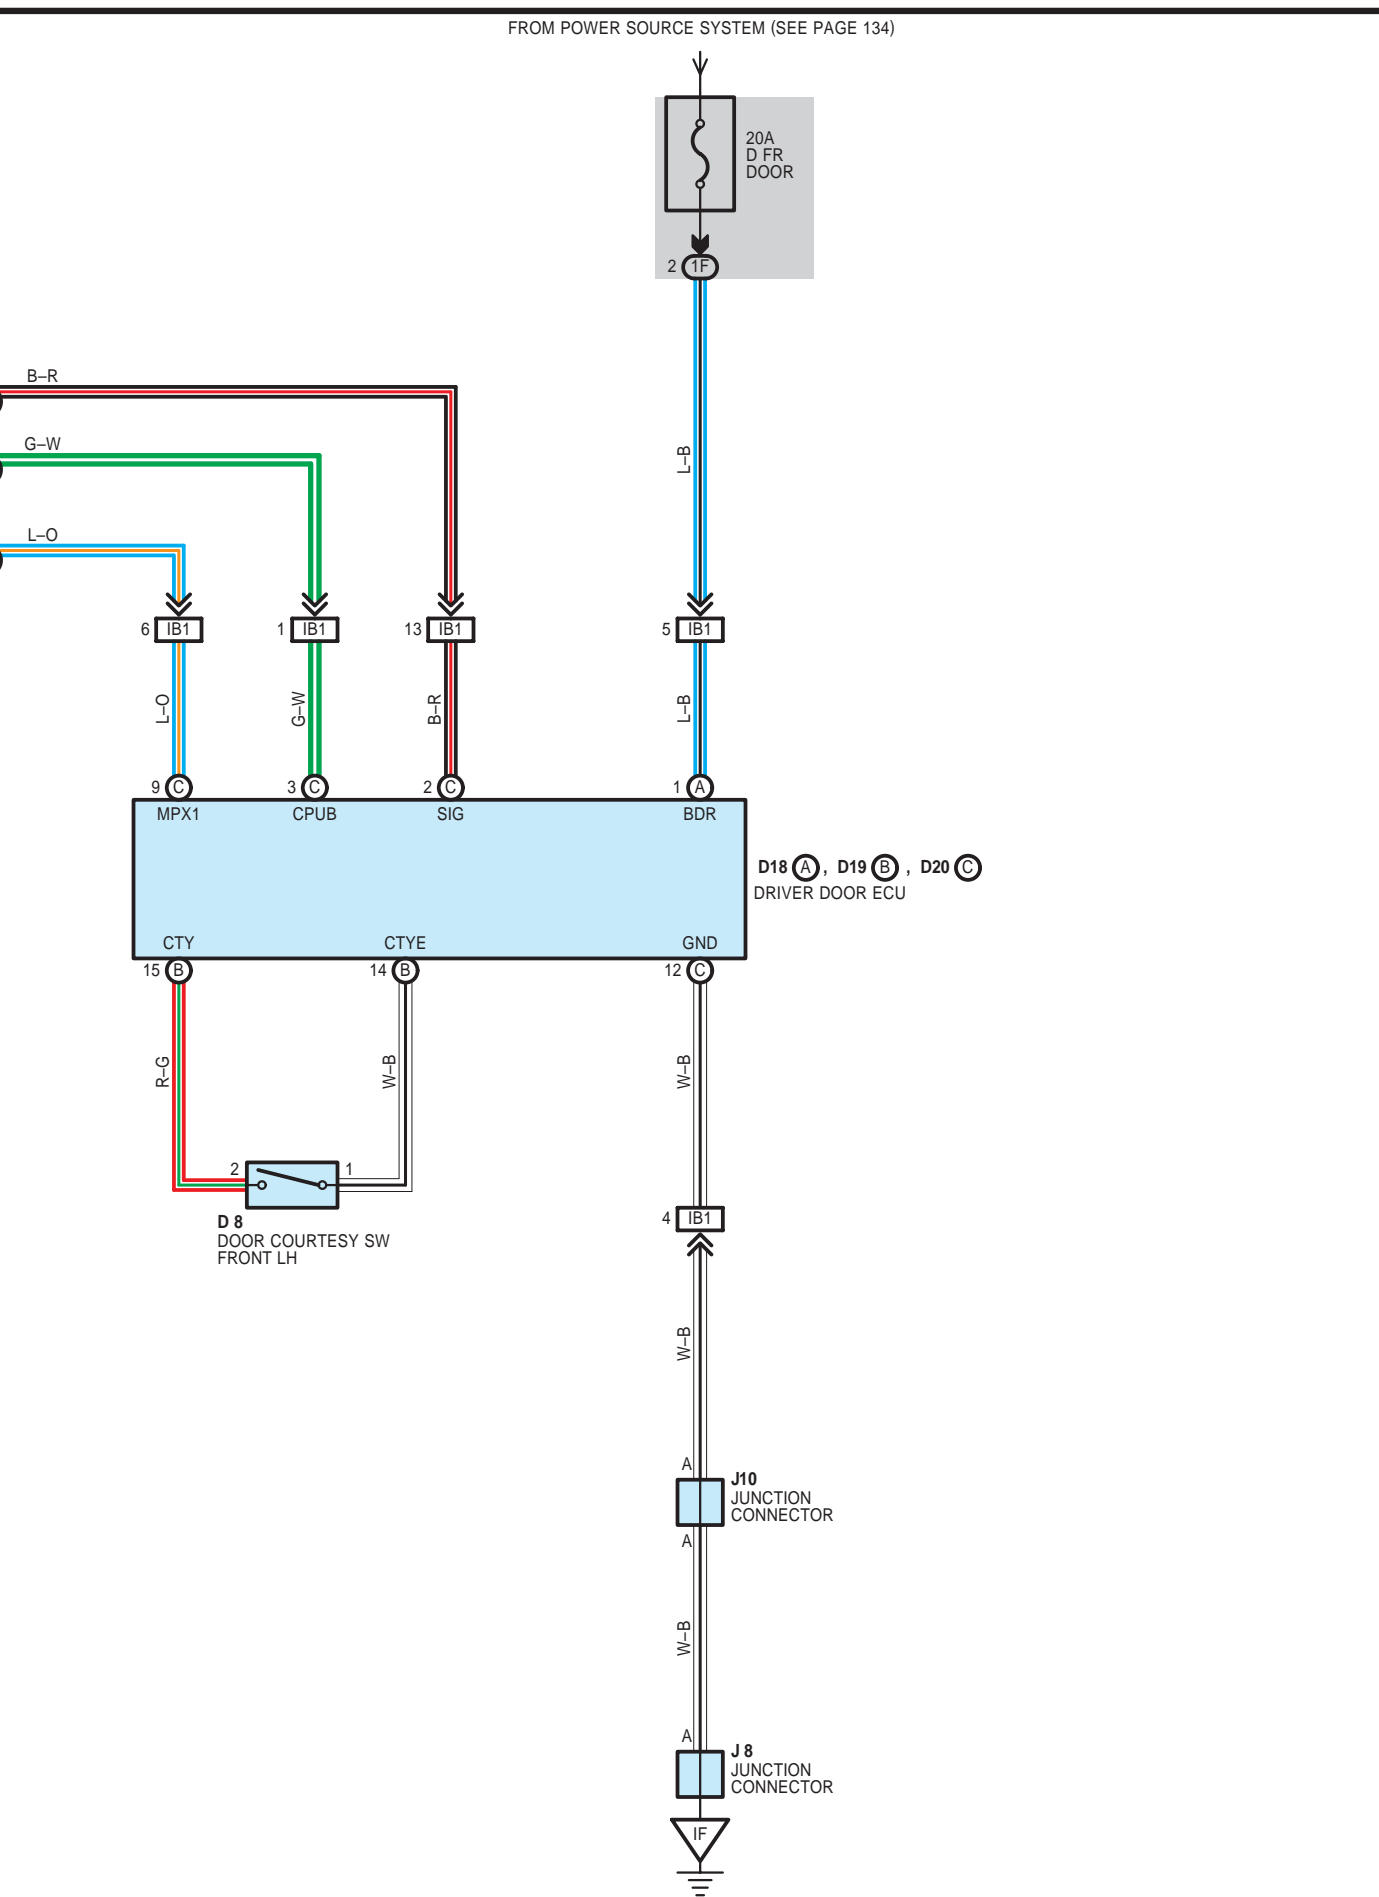 FROM POWER SOURCE SYSTEM (SEE PAGE 134)
20A
D FR
DOOR
2 1F
B–R
G–W
L–B
L–O
6 IB1
1 IB1
13 IB1
5 IB1
L–O
G–W
B–R
L–B
9 C
3 C
2 C
1 A
MPX1
CPUB
SIG
BDR
D18 A , D19 B , D20 C
DRIVER DOOR ECU
CTY
CTYE
GND
15 B
14 B
12 C
R–G
W–B
W–B
2
1
D 8
DOOR COURTESY SW
FRONT LH
4 IB1
W–B
A
J10
JUNCTION
CONNECTOR
A
W–B
A
J 8
JUNCTION
CONNECTOR
IF